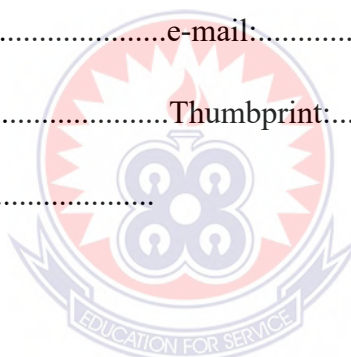 ....................e-mail:............
....................Thumbprint:...
..................
EDUCATION FOR SERVICE